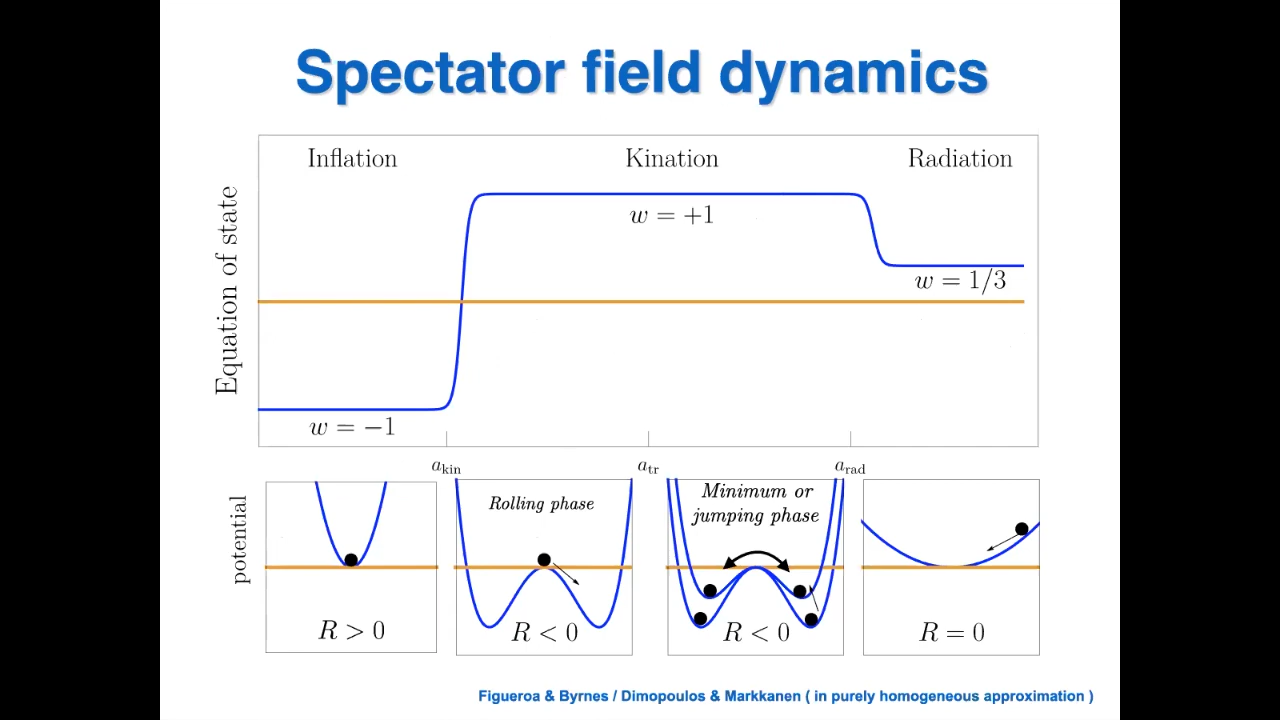 Spectator field dynamics
Inflation
Kination
Radiation
Equation of state
w = +1
w = 1/3
w = −1
a_kin
a_tr
a_rad
potential
Rolling phase
Minimum or
jumping phase
R > 0
R < 0
R < 0
R = 0
Figueroa & Byrnes / Dimopoulos & Markkanen ( in purely homogeneous approximation )